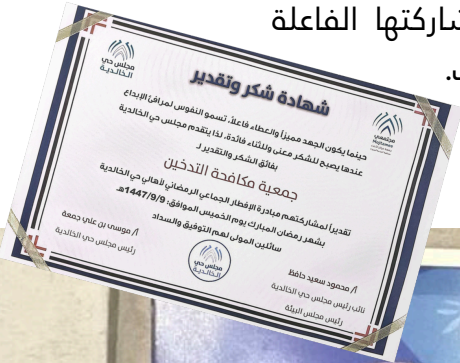 شاركتها الفاعلة
مجلس حي
الخالدية
مجتمعي
Mojtamaei
شهادة شكر وتقدير
حينما يكون الجهد مميزاً والعطاء فاعلاً، تسمو النفوس لمرافئ الإبداع
عندها يصبح للشكر معنى وللثناء فائدة، لذا يتقدم مجلس حي الخالدية
بفائق الشكر والتقدير لـ
جمعية مكافحة التدخين
تقديراً لمشاركتهم مبادرة الإفطار الجماعي الرمضاني لأهالي حي الخالدية
بشهر رمضان المبارك يوم الخميس الموافق: 1447/9/9هـ
سائلين المولى لهم التوفيق والسداد
أ/ محمود سعيد حافظ
نائب رئيس مجلس حي الخالدية
رئيس مجلس البيئة
مجلس حي
الخالدية
أ/ موسى بن علي جمعة
رئيس مجلس حي الخالدية